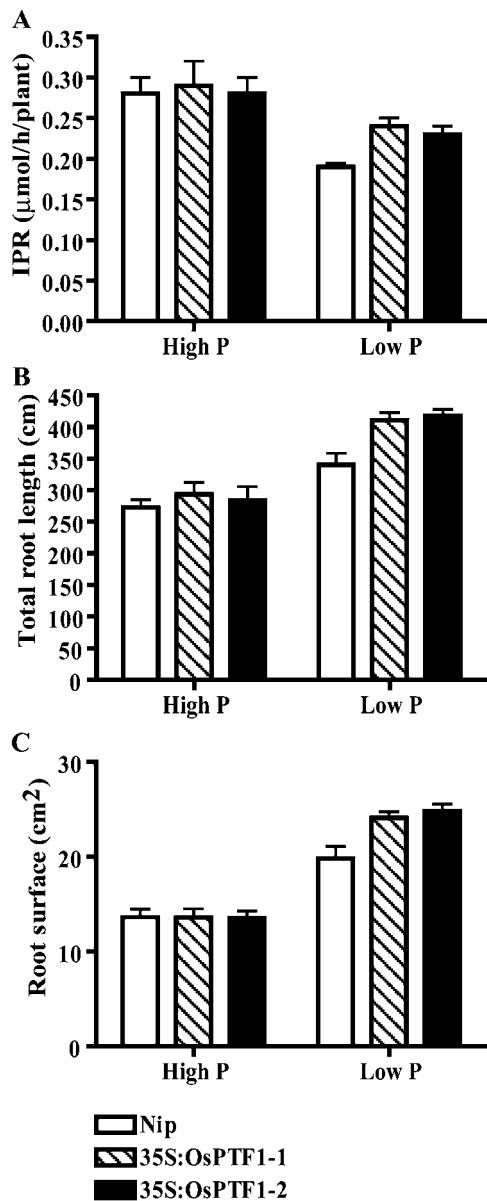 A
IPR (µmol/h/plant)
0.35
0.30
0.25
0.20
0.15
0.10
0.05
0.00
High P Low P
B
Total root length (cm)
450
400
350
300
250
200
150
100
50
0
High P Low P
C
Root surface (cm²)
30
20
10
0
High P Low P
Nip
35S:OsPTF1-1
35S:OsPTF1-2